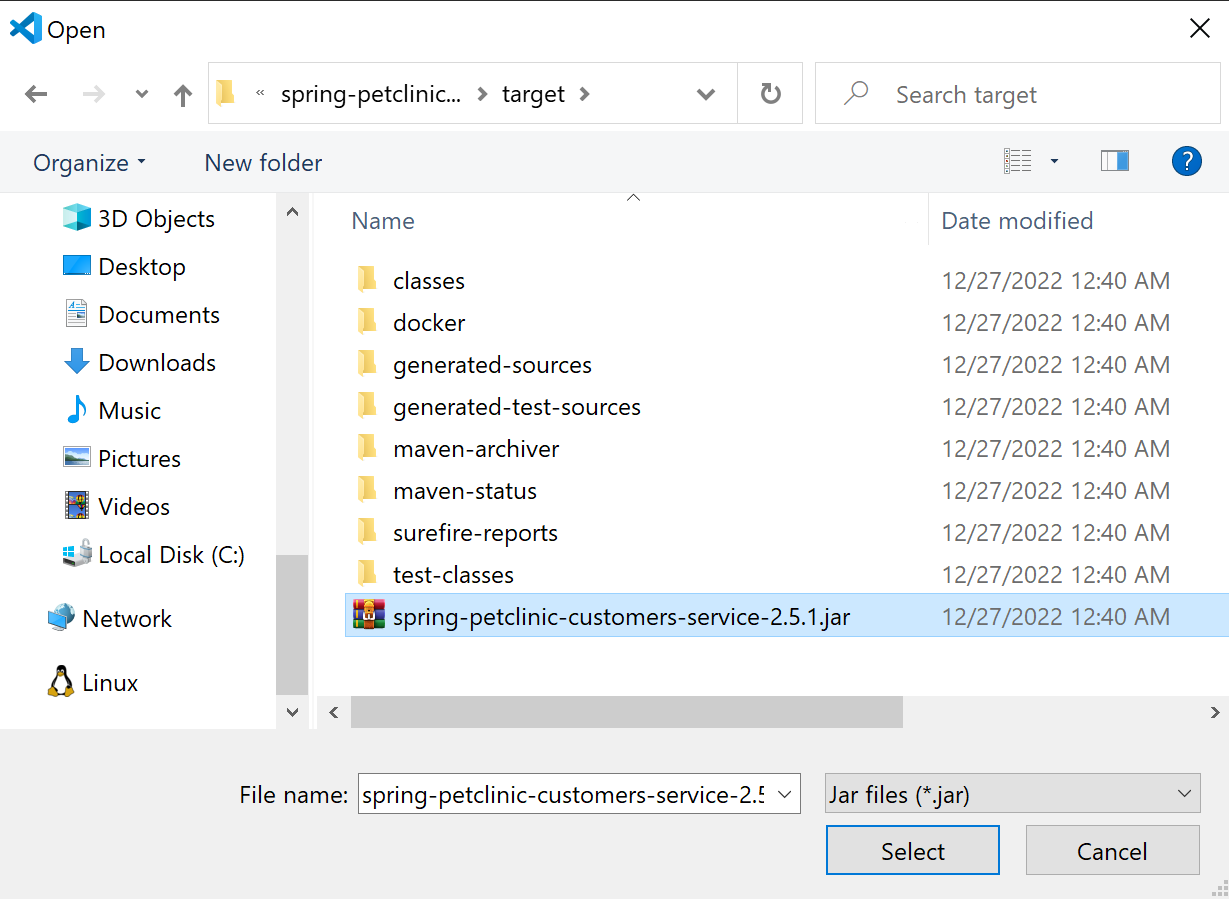 Open
« spring-petclinic... > target >
Search target
Organize
New folder
?
3D Objects
Desktop
Documents
Downloads
Music
Pictures
Videos
Local Disk (C:)
Network
Linux
Name Date modified
classes 12/27/2022 12:40 AM
docker 12/27/2022 12:40 AM
generated-sources 12/27/2022 12:40 AM
generated-test-sources 12/27/2022 12:40 AM
maven-archiver 12/27/2022 12:40 AM
maven-status 12/27/2022 12:40 AM
surefire-reports 12/27/2022 12:40 AM
test-classes 12/27/2022 12:40 AM
spring-petclinic-customers-service-2.5.1.jar 12/27/2022 12:40 AM
File name: spring-petclinic-customers-service-2.5
Jar files (*.jar)
Select Cancel